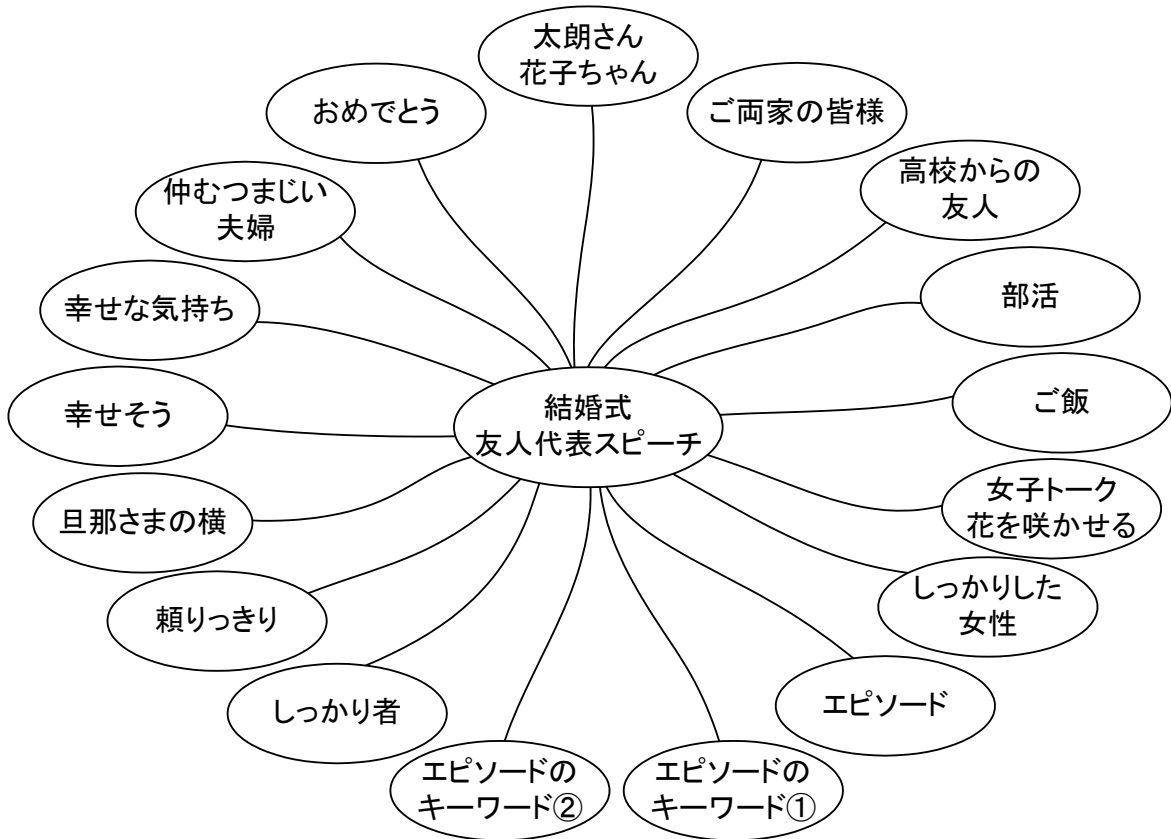 太朗さん
花子ちゃん
ご両家の皆様
高校からの
友人
部活
ご飯
女子トーク
花を咲かせる
しっかりした
女性
エピソード
エピソードの
キーワード①
エピソードの
キーワード②
しっかり者
頼りっきり
旦那さまの横
幸せそう
幸せな気持ち
仲むつまじい
夫婦
おめでとう
結婚式
友人代表スピーチ